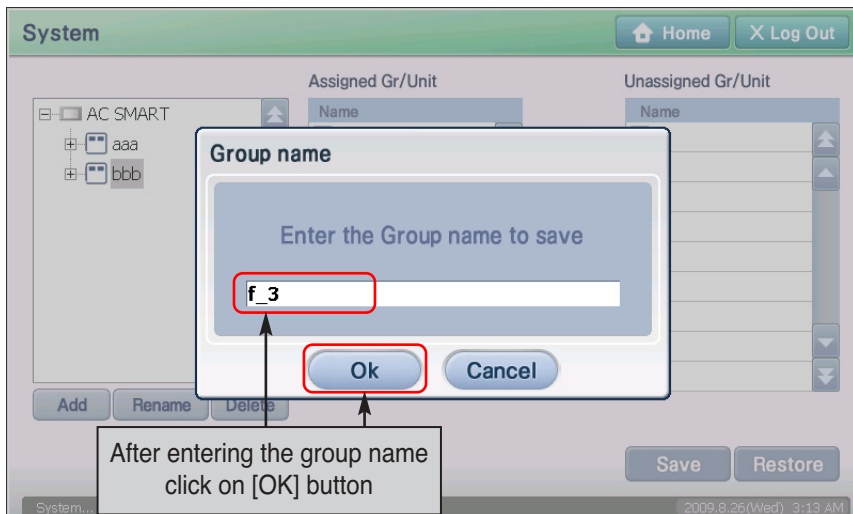 System
Home
X Log Out
Assigned Gr/Unit
Unassigned Gr/Unit
AC SMART
Name
Name
aaa
bbb
Group name
Enter the Group name to save
f_3
Ok
Cancel
Add
Rename
Delete
After entering the group name
click on [OK] button
Save
Restore
System...
2009.8.26(Wed) 3:13 AM